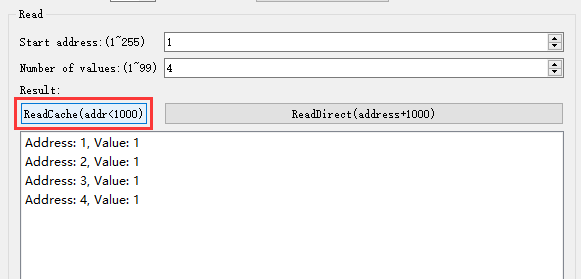 Read
Start address:(1~255) 1
Number of values:(1~99) 4
Result:
ReadCache(addr<1000) ReadDirect(address+1000)
Address: 1, Value: 1
Address: 2, Value: 1
Address: 3, Value: 1
Address: 4, Value: 1